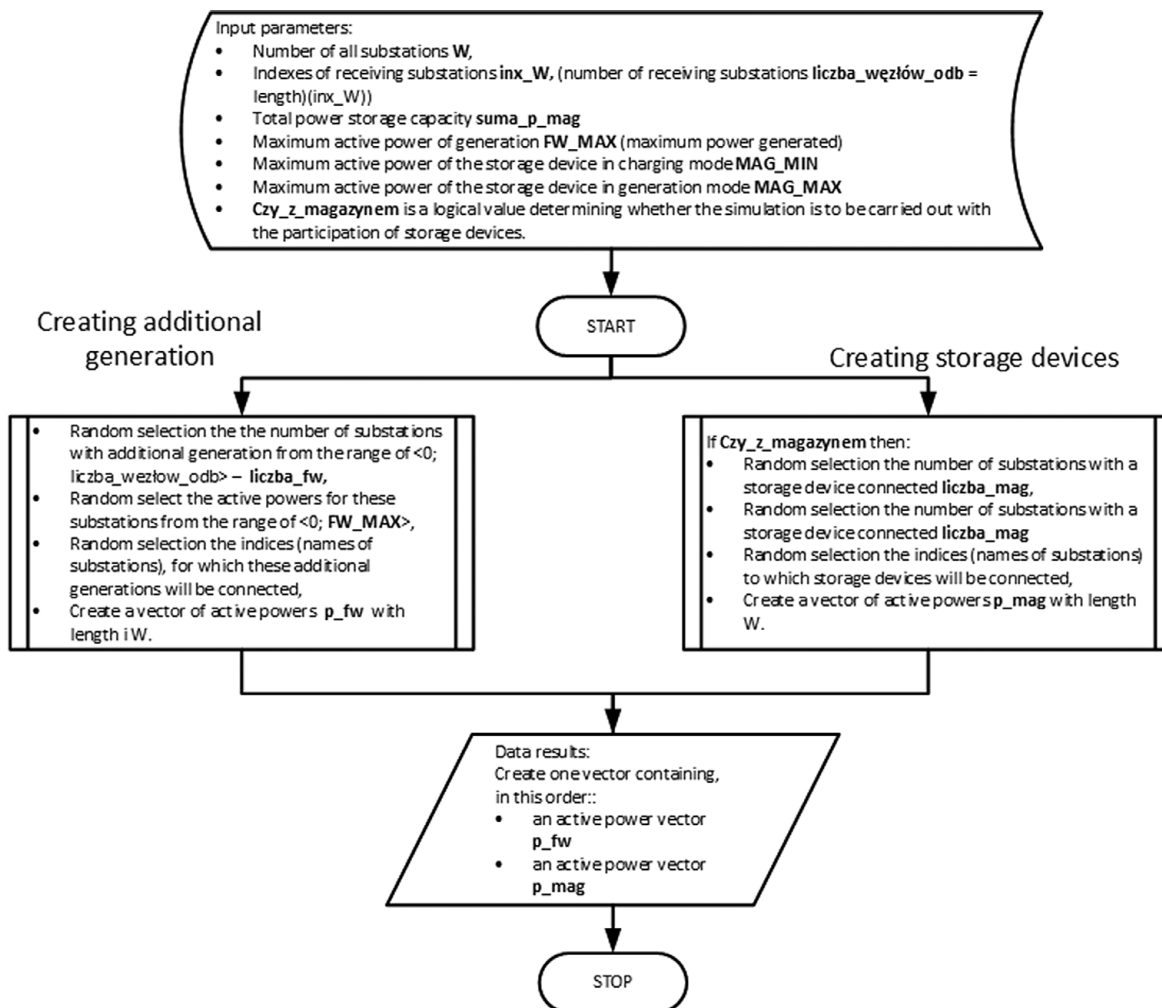 Input parameters:
• Number of all substations W,
• Indexes of receiving substations inx_W, (number of receiving substations liczba_węzłów_odb =
length)(inx_W))
• Total power storage capacity suma_p_mag
• Maximum active power of generation FW_MAX (maximum power generated)
• Maximum active power of the storage device in charging mode MAG_MIN
• Maximum active power of the storage device in generation mode MAG_MAX
• Czy_z_magazynem is a logical value determining whether the simulation is to be carried out with
the participation of storage devices.
START
Creating additional
generation
• Random selection the the number of substations
with additional generation from the range of <0;
liczba_wezłow_odb> – liczba_fw,
• Random select the active powers for these
substations from the range of <0; FW_MAX>,
• Random selection the indices (names of
substations), for which these additional
generations will be connected,
• Create a vector of active powers p_fw with
length i W.
Creating storage devices
If Czy_z_magazynem then:
• Random selection the number of substations with a
storage device connected liczba_mag,
• Random selection the number of substations with a
storage device connected liczba_mag
• Random selection the indices (names of substations)
to which storage devices will be connected,
• Create a vector of active powers p_mag with length
W.
Data results:
Create one vector containing,
in this order::
• an active power vector
p_fw
• an active power vector
p_mag
STOP